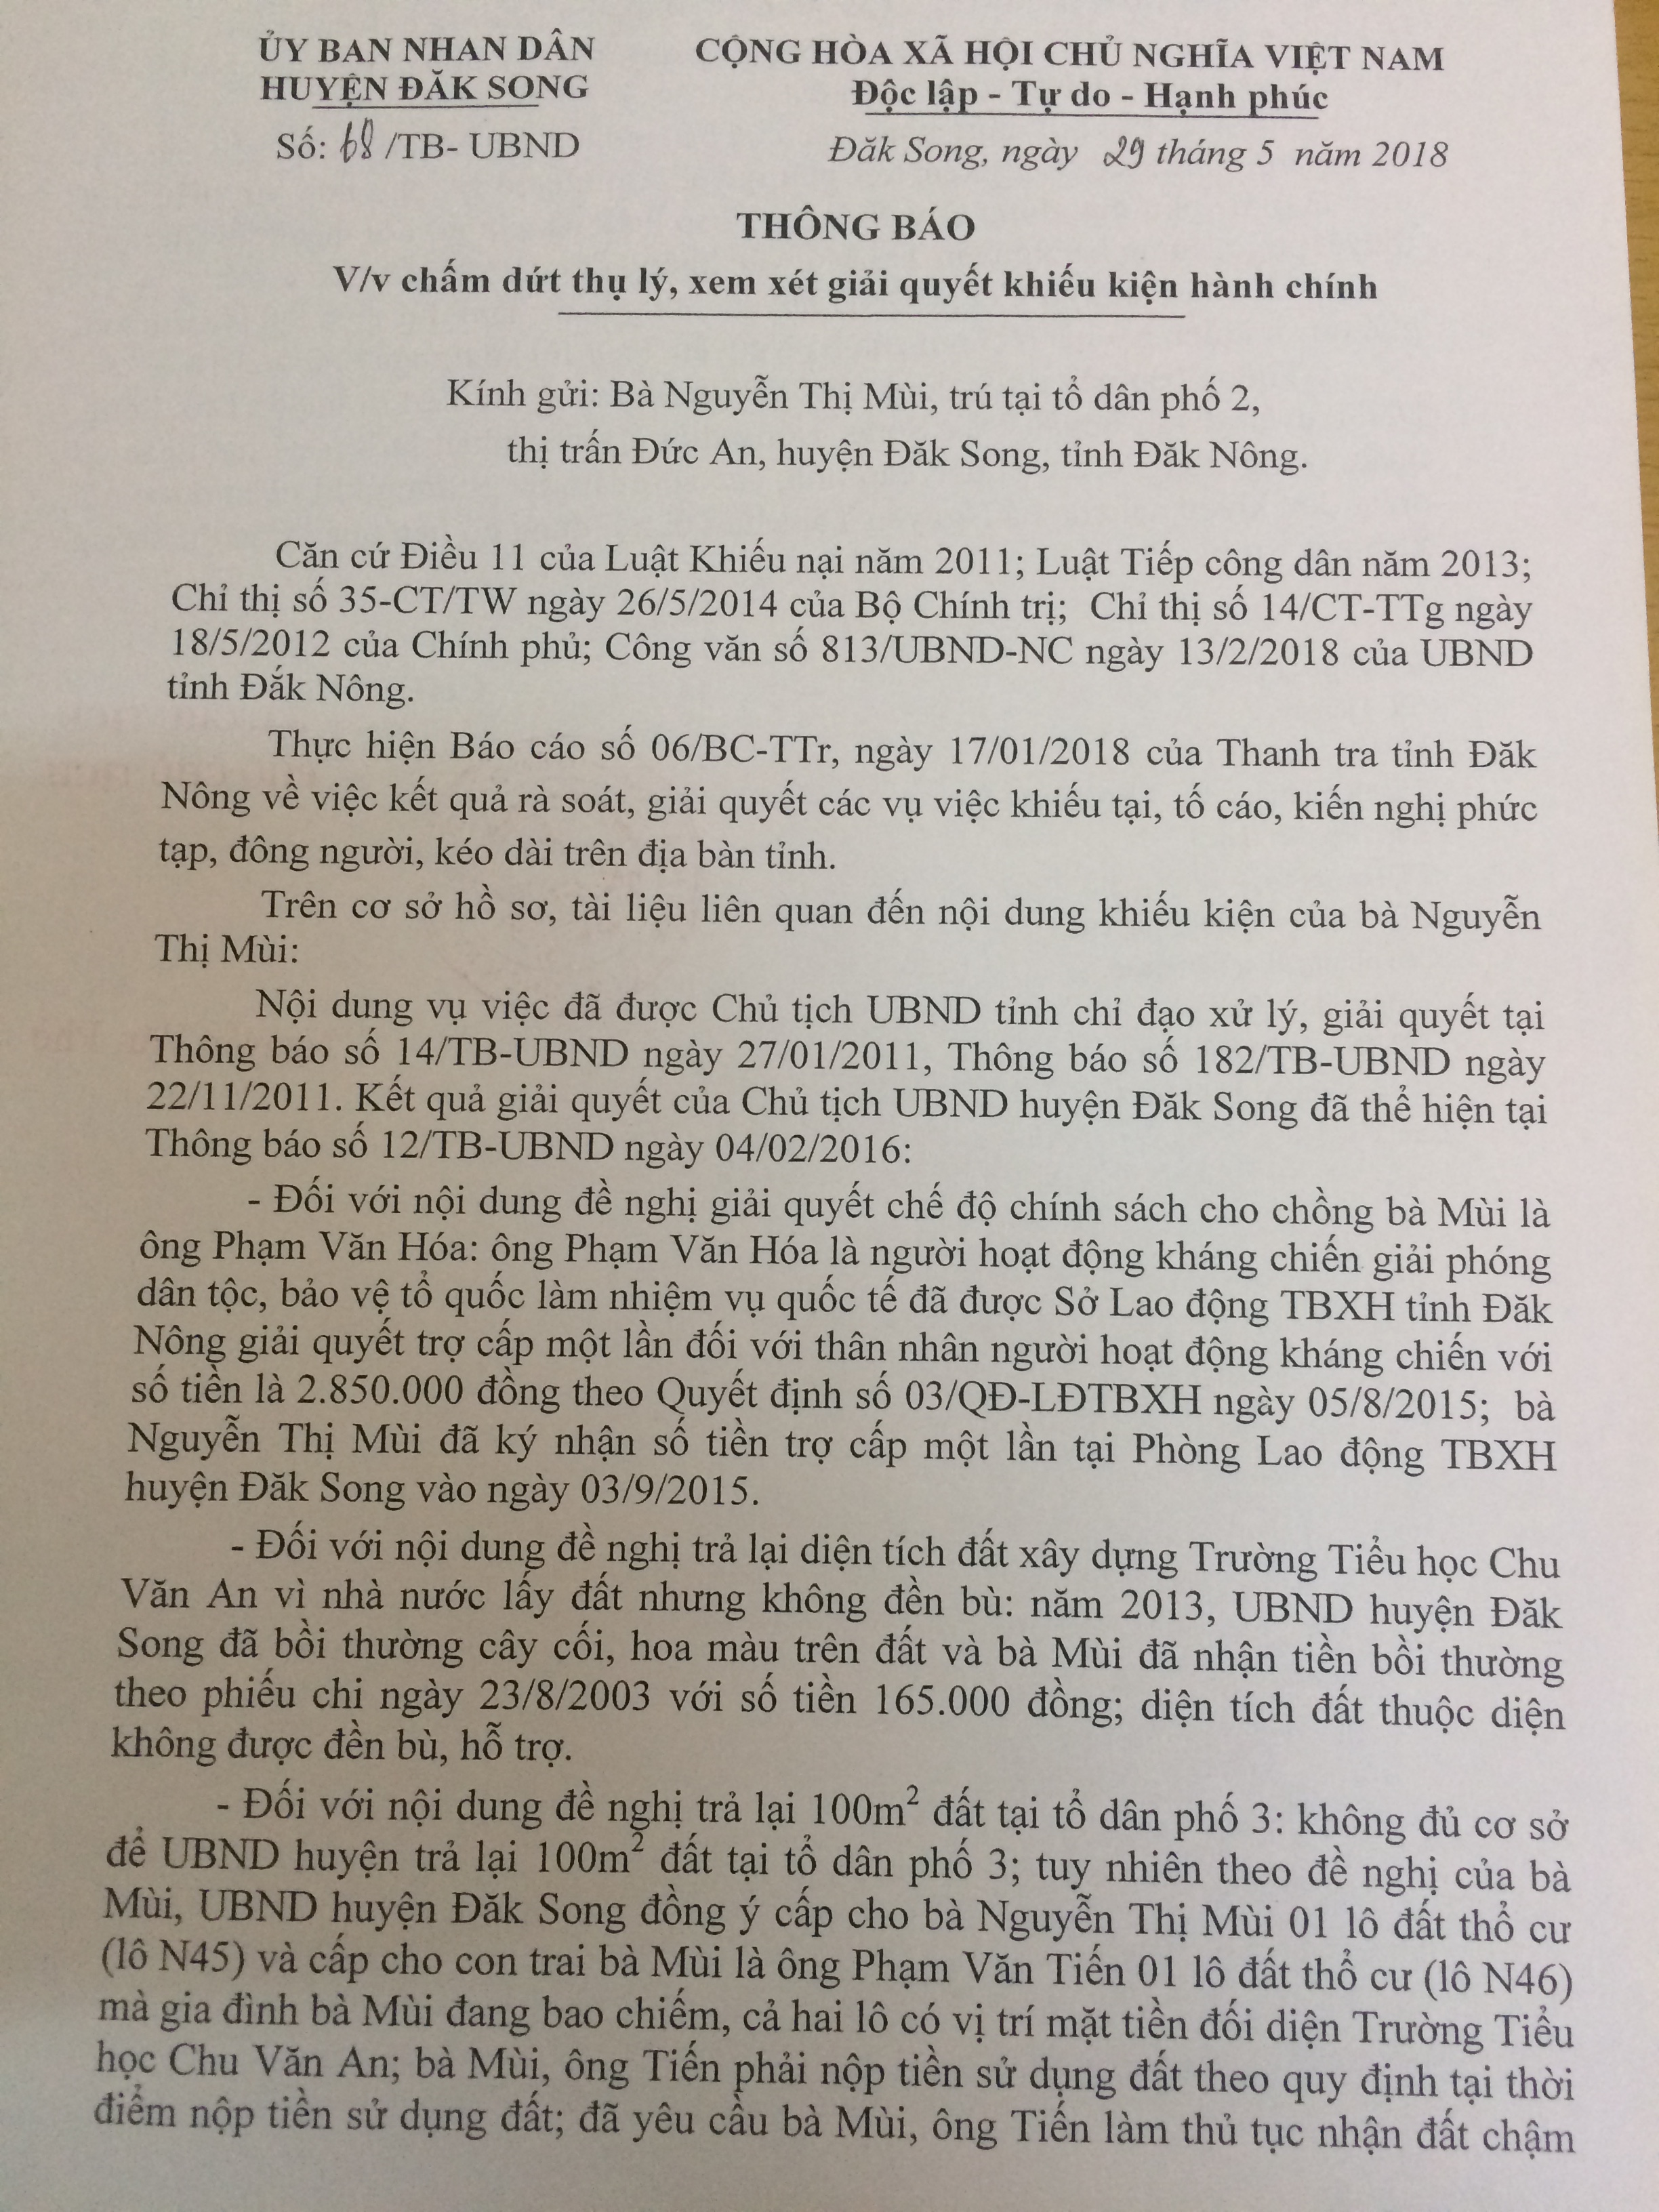 ỦY BAN NHAN DÂN
HUYỆN ĐĂK SONG
Số: 68 /TB- UBND
CỘNG HÒA XÃ HỘI CHỦ NGHĨA VIỆT NAM
Độc lập - Tự do - Hạnh phúc
Đăk Song, ngày 29 tháng 5 năm 2018
THÔNG BÁO
V/v chấm dứt thụ lý, xem xét giải quyết khiếu kiện hành chính
Kính gửi: Bà Nguyễn Thị Mùi, trú tại tổ dân phố 2,
thị trấn Đức An, huyện Đăk Song, tỉnh Đăk Nông.
Căn cứ Điều 11 của Luật Khiếu nại năm 2011; Luật Tiếp công dân năm 2013;
Chỉ thị số 35-CT/TW ngày 26/5/2014 của Bộ Chính trị; Chỉ thị số 14/CT-TTg ngày
18/5/2012 của Chính phủ; Công văn số 813/UBND-NC ngày 13/2/2018 của UBND
tỉnh Đắk Nông.
Thực hiện Báo cáo số 06/BC-TTr, ngày 17/01/2018 của Thanh tra tỉnh Đăk
Nông về việc kết quả rà soát, giải quyết các vụ việc khiếu tại, tố cáo, kiến nghị phức
tạp, đông người, kéo dài trên địa bàn tỉnh.
Trên cơ sở hồ sơ, tài liệu liên quan đến nội dung khiếu kiện của bà Nguyễn
Thị Mùi:
Nội dung vụ việc đã được Chủ tịch UBND tỉnh chỉ đạo xử lý, giải quyết tại
Thông báo số 14/TB-UBND ngày 27/01/2011, Thông báo số 182/TB-UBND ngày
22/11/2011. Kết quả giải quyết của Chủ tịch UBND huyện Đăk Song đã thể hiện tại
Thông báo số 12/TB-UBND ngày 04/02/2016:
- Đối với nội dung đề nghị giải quyết chế độ chính sách cho chồng bà Mùi là
ông Phạm Văn Hóa: ông Phạm Văn Hóa là người hoạt động kháng chiến giải phóng
dân tộc, bảo vệ tổ quốc làm nhiệm vụ quốc tế đã được Sở Lao động TBXH tỉnh Đăk
Nông giải quyết trợ cấp một lần đối với thân nhân người hoạt động kháng chiến với
số tiền là 2.850.000 đồng theo Quyết định số 03/QĐ-LĐTBXH ngày 05/8/2015; bà
Nguyễn Thị Mùi đã ký nhận số tiền trợ cấp một lần tại Phòng Lao động TBXH
huyện Đăk Song vào ngày 03/9/2015.
- Đối với nội dung đề nghị trả lại diện tích đất xây dựng Trường Tiểu học Chu
Văn An vì nhà nước lấy đất nhưng không đền bù: năm 2013, UBND huyện Đăk
Song đã bồi thường cây cối, hoa màu trên đất và bà Mùi đã nhận tiền bồi thường
theo phiếu chi ngày 23/8/2003 với số tiền 165.000 đồng; diện tích đất thuộc diện
không được đền bù, hỗ trợ.
- Đối với nội dung đề nghị trả lại 100m² đất tại tổ dân phố 3: không đủ cơ sở
để UBND huyện trả lại 100m² đất tại tổ dân phố 3; tuy nhiên theo đề nghị của bà
Mùi, UBND huyện Đăk Song đồng ý cấp cho bà Nguyễn Thị Mùi 01 lô đất thổ cư
(lô N45) và cấp cho con trai bà Mùi là ông Phạm Văn Tiến 01 lô đất thổ cư (lô N46)
mà gia đình bà Mùi đang bao chiếm, cả hai lô có vị trí mặt tiền đối diện Trường Tiểu
học Chu Văn An; bà Mùi, ông Tiến phải nộp tiền sử dụng đất theo quy định tại thời
điểm nộp tiền sử dụng đất; đã yêu cầu bà Mùi, ông Tiến làm thủ tục nhận đất chậm